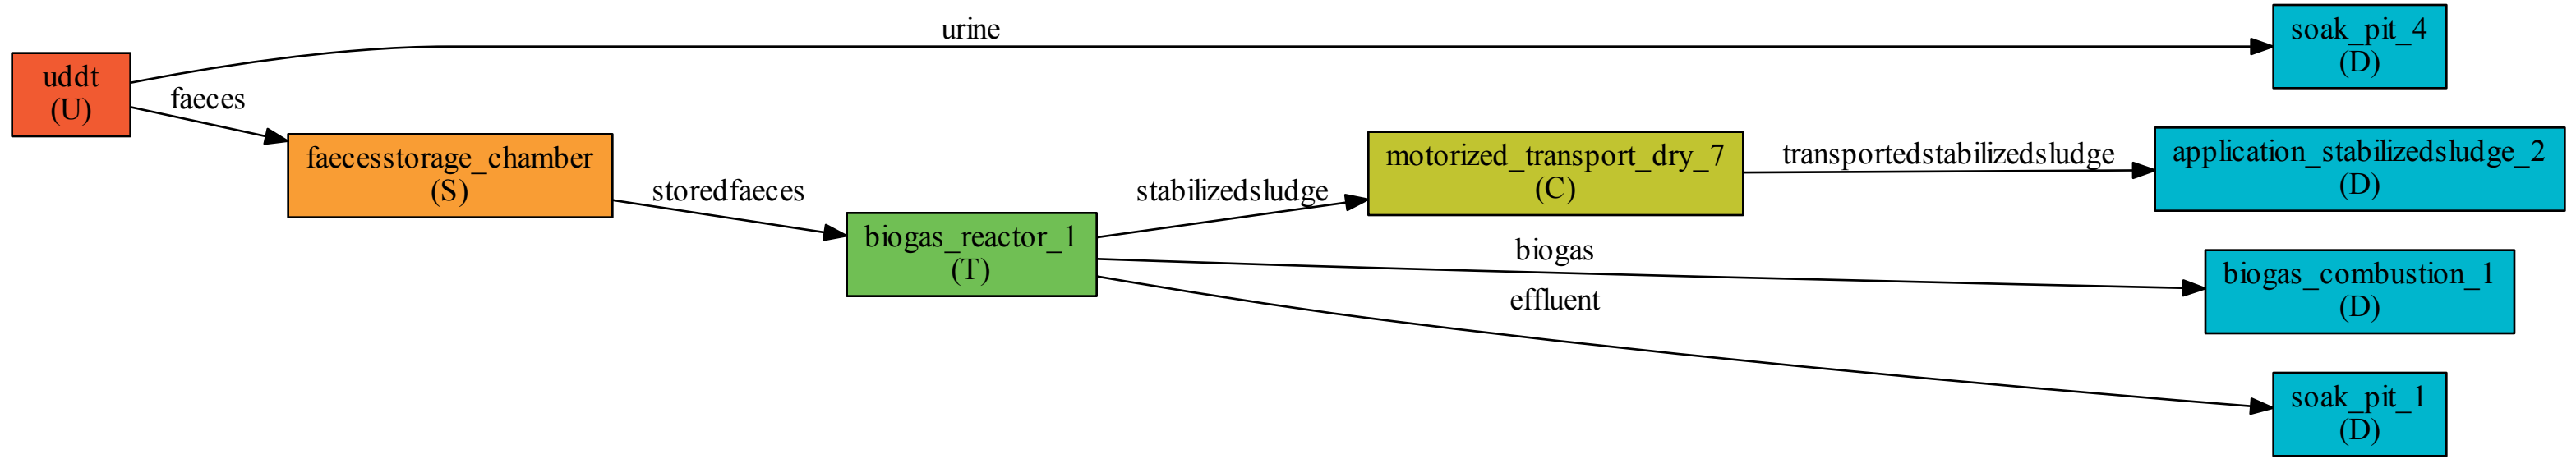 urine
soak_pit_4
(D)
uddt
(U)
faeces
faecesstorage_chamber
(S)
storedfaeces
biogas_reactor_1
(T)
stabilizedsludge
motorized_transport_dry_7
(C)
transportedstabilizedsludge
application_stabilizedsludge_2
(D)
biogas
biogas_combustion_1
(D)
effluent
soak_pit_1
(D)